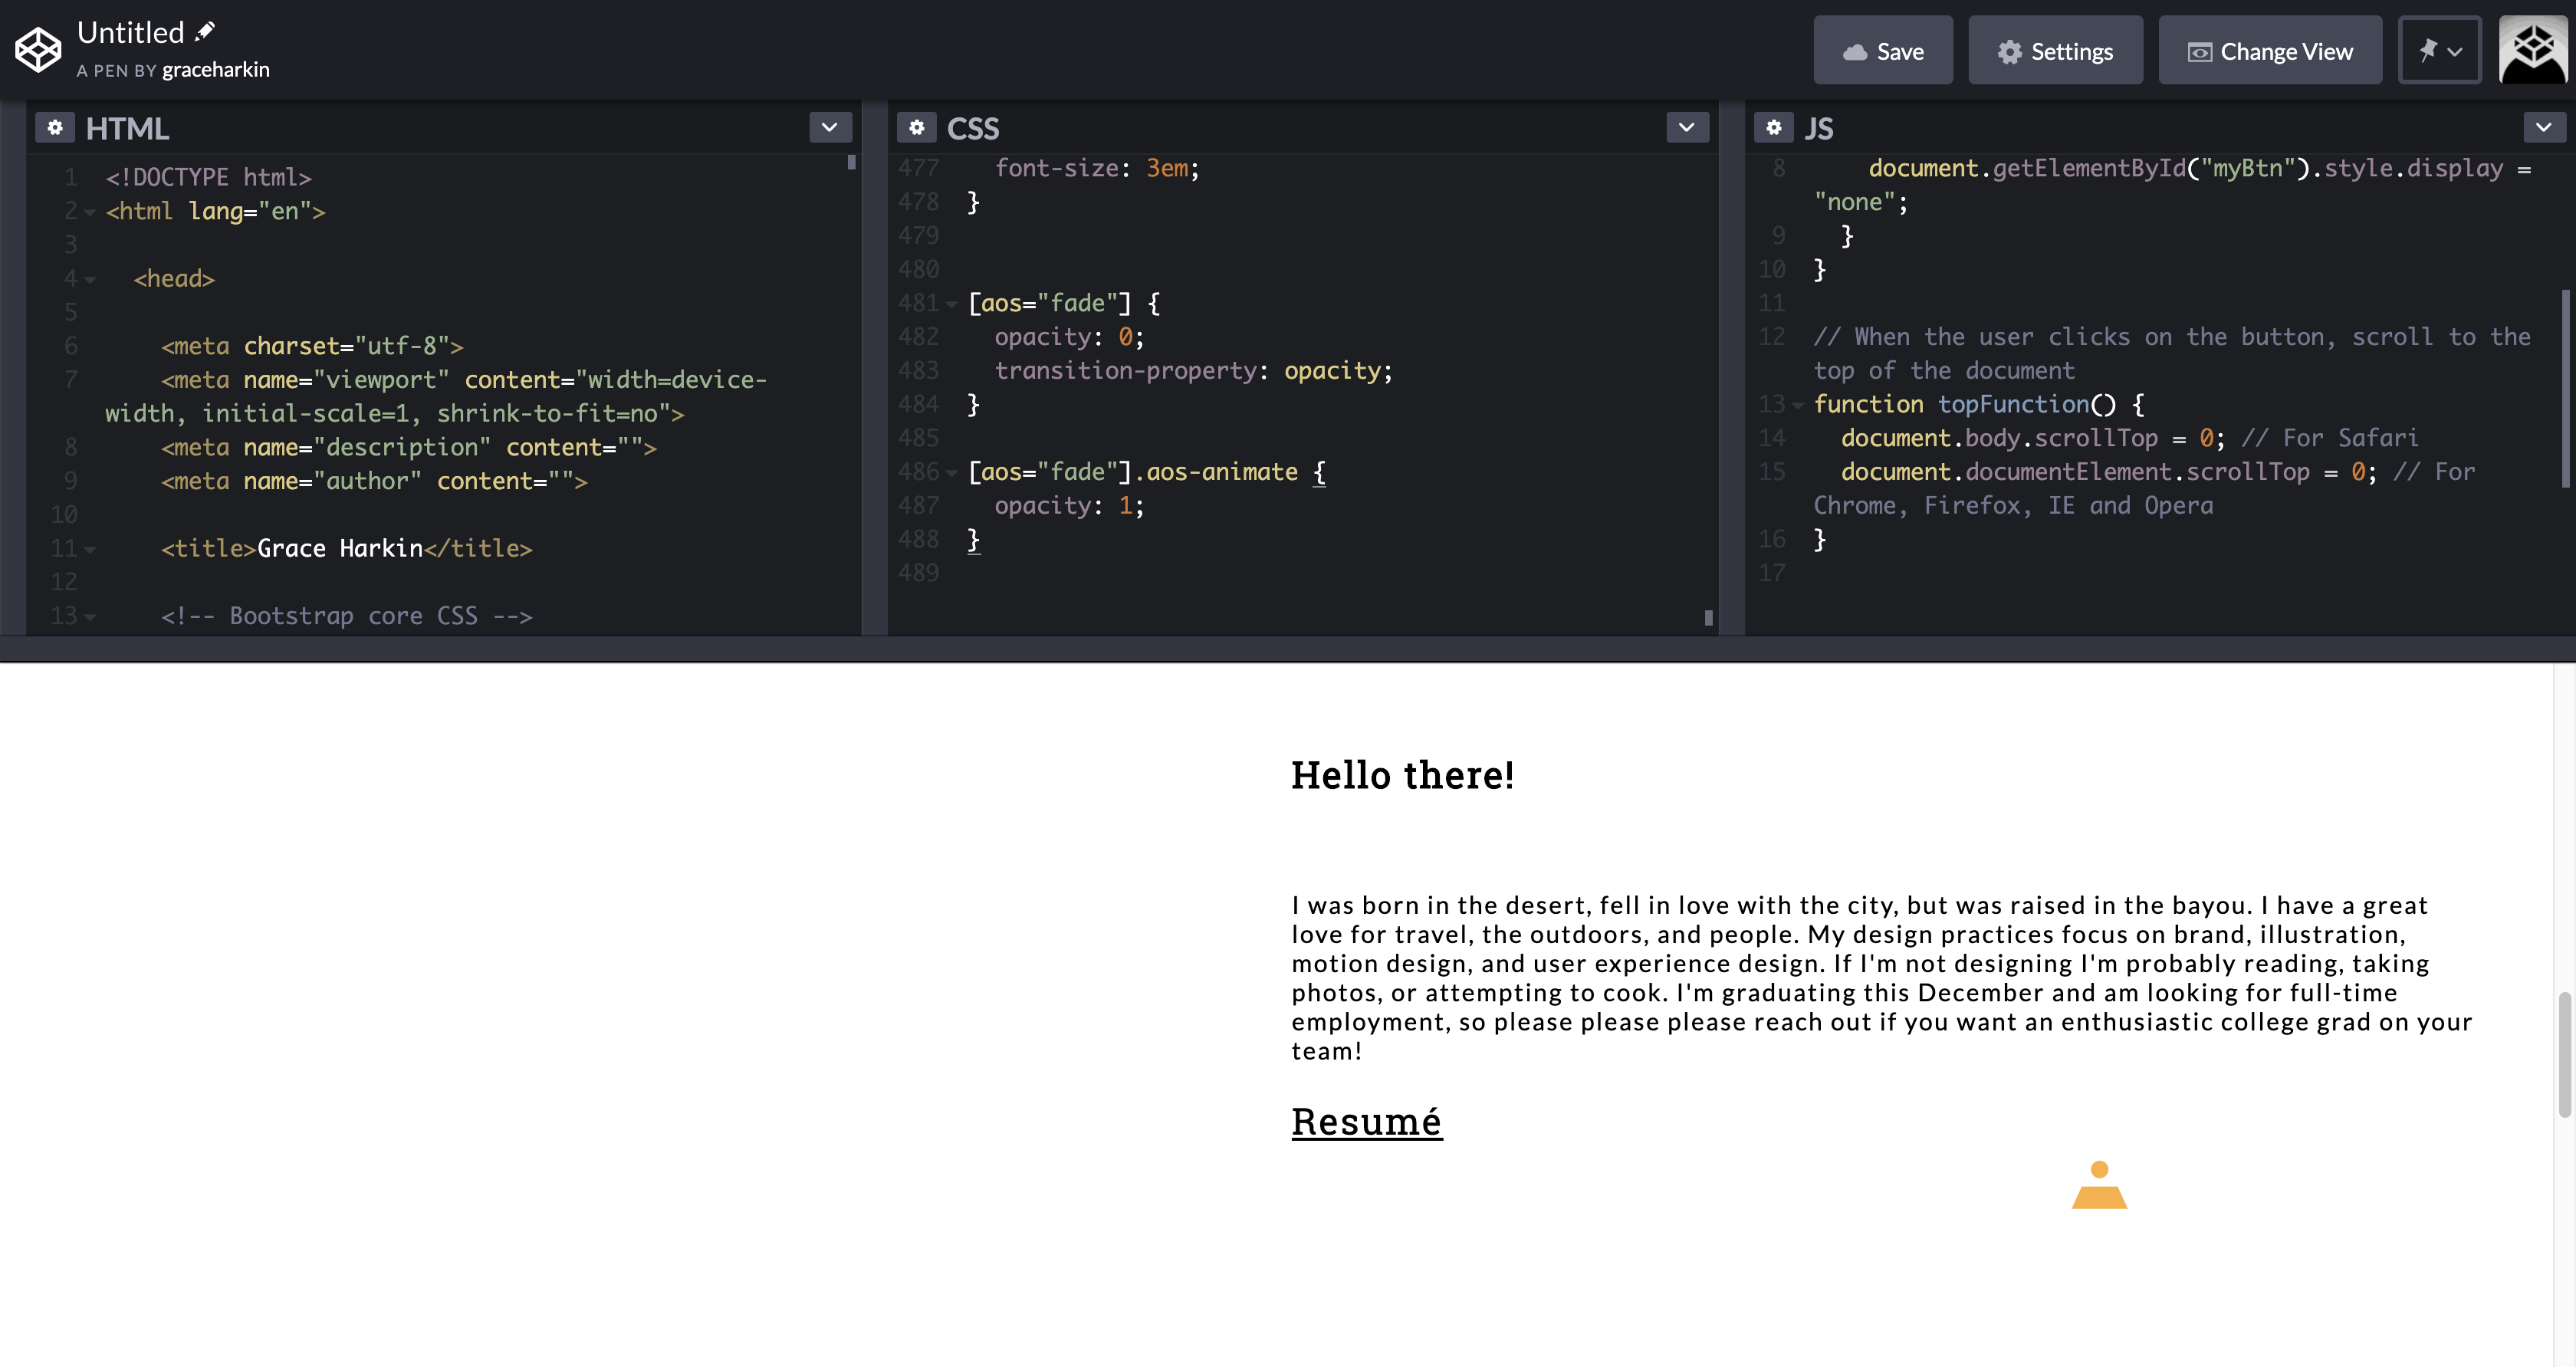 Untitled
A PEN BY graceharkin
Save
Settings
Change View
HTML
1 <!DOCTYPE html>
2 <html lang="en">
3
4 <head>
5
6 <meta charset="utf-8">
7 <meta name="viewport" content="width=device-
width, initial-scale=1, shrink-to-fit=no">
8 <meta name="description" content="">
9 <meta name="author" content="">
10
11 <title>Grace Harkin</title>
12
13 <!-- Bootstrap core CSS -->
CSS
477 font-size: 3em;
478 }
479
480
481 [aos="fade"] {
482 opacity: 0;
483 transition-property: opacity;
484 }
485
486 [aos="fade"].aos-animate {
487 opacity: 1;
488 }
489
JS
8 document.getElementById("myBtn").style.display =
"none";
9 }
10 }
11
12 // When the user clicks on the button, scroll to the
top of the document
13 function topFunction() {
14 document.body.scrollTop = 0; // For Safari
15 document.documentElement.scrollTop = 0; // For
Chrome, Firefox, IE and Opera
16 }
17
Hello there!
I was born in the desert, fell in love with the city, but was raised in the bayou. I have a great
love for travel, the outdoors, and people. My design practices focus on brand, illustration,
motion design, and user experience design. If I'm not designing I'm probably reading, taking
photos, or attempting to cook. I'm graduating this December and am looking for full-time
employment, so please please please reach out if you want an enthusiastic college grad on your
team!
Resumé